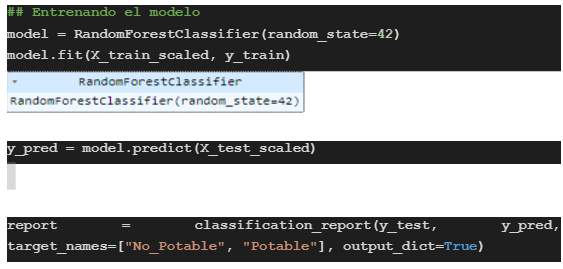 ## Entrenando el modelo
model = RandomForestClassifier(random_state=42)
model.fit(X_train_scaled, y_train)
RandomForestClassifier
RandomForestClassifier(random_state=42)
y_pred = model.predict(X_test_scaled)
report = classification_report(y_test, y_pred,
target_names=["No_Potable", "Potable"], output_dict=True)